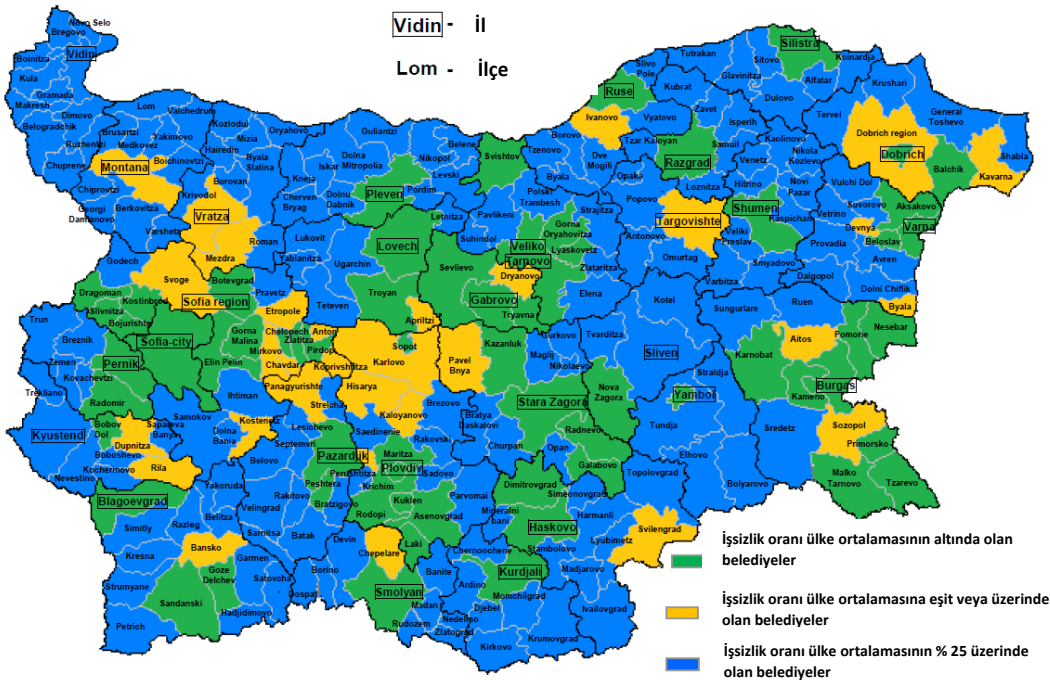 Vidin - İl
Lom - İlçe
Novo Selo
Bregovo
Vidin
Boinitza
Kula
Gramada
Makresh
Dimovo
Belogradchik
Ruzhentzi
Chuprene
Lom
Valchedrum
Brusartzi
Medkovez
Yakimovo
Montana
Boichinovtzi
Chiprovtzi
Georgi
Damianovo
Berkovitza
Varsheta
Kozlodui
Mizia
Hairedin
Oryahovo
Byala
Slatina
Borovan
Krivodol
Vratza
Mezdra
Roman
Guliantzi
Dolna
Mitropolia
Iskar
Kneja
Dolnu
Dabnik
Pleven
Cherven
Bryag
Nikopol
Belene
Levski
Pordim
Svishtov
Letnitza
Lukovit
Yablanitza
Ugarchin
Lovech
Teteven
Troyan
Apriltzi
Tzenovo
Borovo
Byala
Polski
Trambesh
Pavlikeni
Suhindol
Strajitza
Gorna
Oryahovitza
Lyaskovetz
Veliko
Tarnovo
Zlataritza
Elena
Sevlievo
Dryanovo
Gabrovo
Tryavna
Ruse
Slivo
Pole
Ivanovo
Vyatovo
Dve
Mogili
Tzar Kaloyan
Opaka
Popovo
Tutrakan
Kubrat
Zavet
Glavinitza
Sitovo
Silistra
Alfatar
Koinardja
Dulovo
Isperih
Razgrad
Samuil
Loznitza
Targovishte
Antonovo
Omurtag
Kaolinovo
Nikola
Kozlevo
Venetz
Hitrino
Novi
Pazar
Shumen
Kaspichan
Veliki
Preslav
Smyadovo
Varbitza
Krushari
General
Toshevo
Tervel
Dobrich region
Dobrich
Balchik
Kavarna
Shabla
Vulchi Dol
Suvorovo
Aksakovo
Vetrino
Devnya
Varna
Beloslav
Provadia
Avren
Dalgopol
Dolni Chiflik
Byala
Godech
Svoge
Botevgrad
Dragoman
Kostinbrod
Sofia region
Pravetz
Slivnitza
Bojurishte
Etropole
Sofia-city
Gorna
Malina
Chelopech
Anton
Zlatitza
Pirdop
Mirkovo
Elin Pelin
Chavdar
Koprivshtitza
Trun
Breznik
Zemen
Pernik
Kovachevtzi
Radomir
Trekliano
Kyustend
Bobov
Dol
Samokov
Sapareva
Banya
Dupnitza
Boboshevo
Kochernovo
Rila
Nevestino
Ihtiman
Kostenetz
Dolna
Bania
Panagyurishte
Strelcha
Lesichevo
Septemvri
Belovo
Pazardjik
Peshtera
Bratzigovo
Velingrad
Rakitovo
Batak
Sarnitsa
Blagoevgrad
Simitly
Razlog
Belitza
Yakoruda
Kresna
Bansko
Strumyane
Goze
Delchev
Garmen
Satovcha
Sandanski
Petrich
Hadjidimovo
Karlovo
Sopot
Hisarya
Kaloyanovo
Brezovo
Saedinenie
Rakovski
Maritza
Plovdiv
Perushtitza
Krichim
Sadovo
Rodopi
Kuklen
Asenovgrad
Parvomai
Laki
Devin
Borino
Dospat
Chepelare
Smolyan
Banite
Madan
Rudozem
Nedelino
Zlatograd
Pavel
Bnya
Kazanluk
Gurkovo
Maglij
Nikolaevo
Stara Zagora
Bratya
Daskalovi
Churpan
Opan
Radnevo
Galabovo
Tvarditza
Nova
Zagora
Sliven
Kotel
Yamboi
Straldja
Tundja
Elhovo
Bolyarovo
Topolovgrad
Dimitrovgrad
Simeonovgrad
Mineralni
bani
Haskovo
Harmanli
Stambolovo
Lyubimetz
Svilengrad
Madjarovo
Ivailovgrad
Chernoochene
Kurdjali
Ardino
Momchilgrad
Djebel
Krumovgrad
Kirkovo
Sungurlare
Ruen
Karnobat
Aitos
Pomorie
Nesebar
Burgas
Kameno
Sredetz
Sozopol
Primorsko
Malko
Tarnovo
Tzarevo
İşsizlik oranı ülke ortalamasının altında olan
belediyeler
İşsizlik oranı ülke ortalamasına eşit veya üzerinde
olan belediyeler
İşsizlik oranı ülke ortalamasının % 25 üzerinde
olan belediyeler